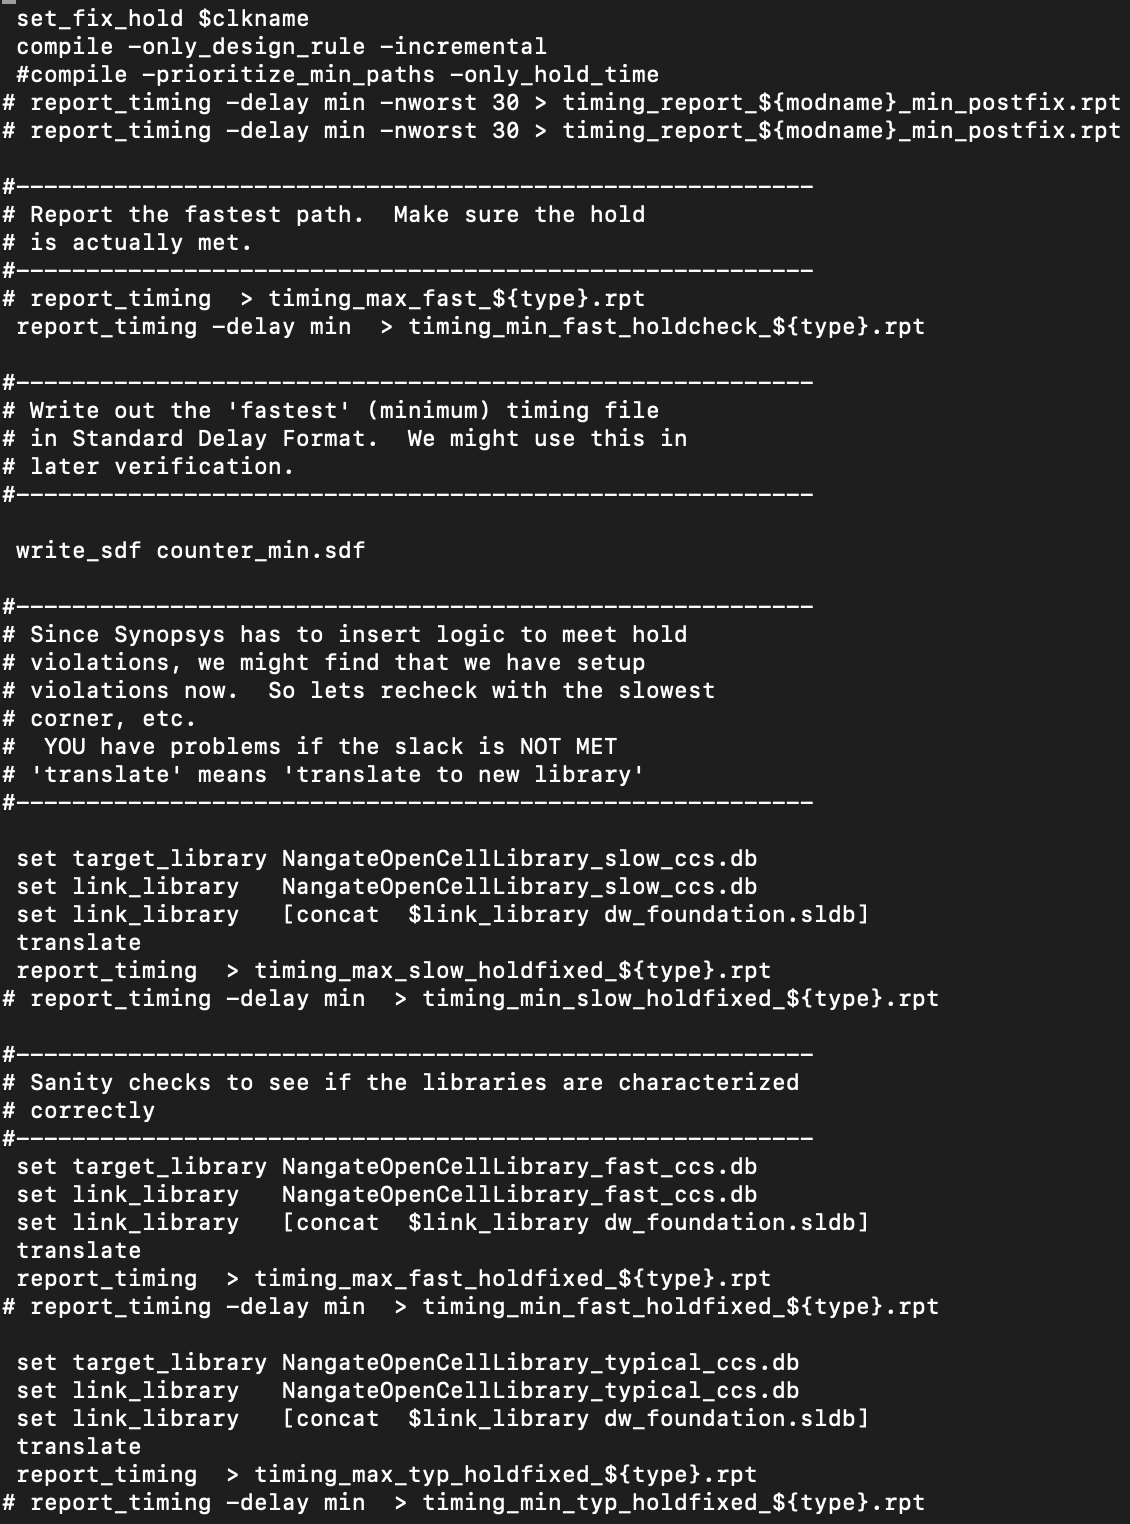 set_fix_hold $clkname
 compile -only_design_rule -incremental
 #compile -prioritize_min_paths -only_hold_time
# report_timing -delay min -nworst 30 > timing_report_${modname}_min_postfix.rpt
# report_timing -delay min -nworst 30 > timing_report_${modname}_min_postfix.rpt

#---------------------------------------------------------
# Report the fastest path.  Make sure the hold
# is actually met.
#---------------------------------------------------------
# report_timing  > timing_max_fast_${type}.rpt
 report_timing -delay min  > timing_min_fast_holdcheck_${type}.rpt

#---------------------------------------------------------
# Write out the 'fastest' (minimum) timing file
# in Standard Delay Format.  We might use this in
# later verification.
#---------------------------------------------------------

 write_sdf counter_min.sdf

#---------------------------------------------------------
# Since Synopsys has to insert logic to meet hold
# violations, we might find that we have setup
# violations now.  So lets recheck with the slowest
# corner, etc.
#  YOU have problems if the slack is NOT MET
# 'translate' means 'translate to new library'
#---------------------------------------------------------

 set target_library NangateOpenCellLibrary_slow_ccs.db
 set link_library   NangateOpenCellLibrary_slow_ccs.db
 set link_library   [concat  $link_library dw_foundation.sldb]
 translate
 report_timing  > timing_max_slow_holdfixed_${type}.rpt
# report_timing -delay min  > timing_min_slow_holdfixed_${type}.rpt

#---------------------------------------------------------
# Sanity checks to see if the libraries are characterized
# correctly
#---------------------------------------------------------
 set target_library NangateOpenCellLibrary_fast_ccs.db
 set link_library   NangateOpenCellLibrary_fast_ccs.db
 set link_library   [concat  $link_library dw_foundation.sldb]
 translate
 report_timing  > timing_max_fast_holdfixed_${type}.rpt
# report_timing -delay min  > timing_min_fast_holdfixed_${type}.rpt

 set target_library NangateOpenCellLibrary_typical_ccs.db
 set link_library   NangateOpenCellLibrary_typical_ccs.db
 set link_library   [concat  $link_library dw_foundation.sldb]
 translate
 report_timing  > timing_max_typ_holdfixed_${type}.rpt
# report_timing -delay min  > timing_min_typ_holdfixed_${type}.rpt